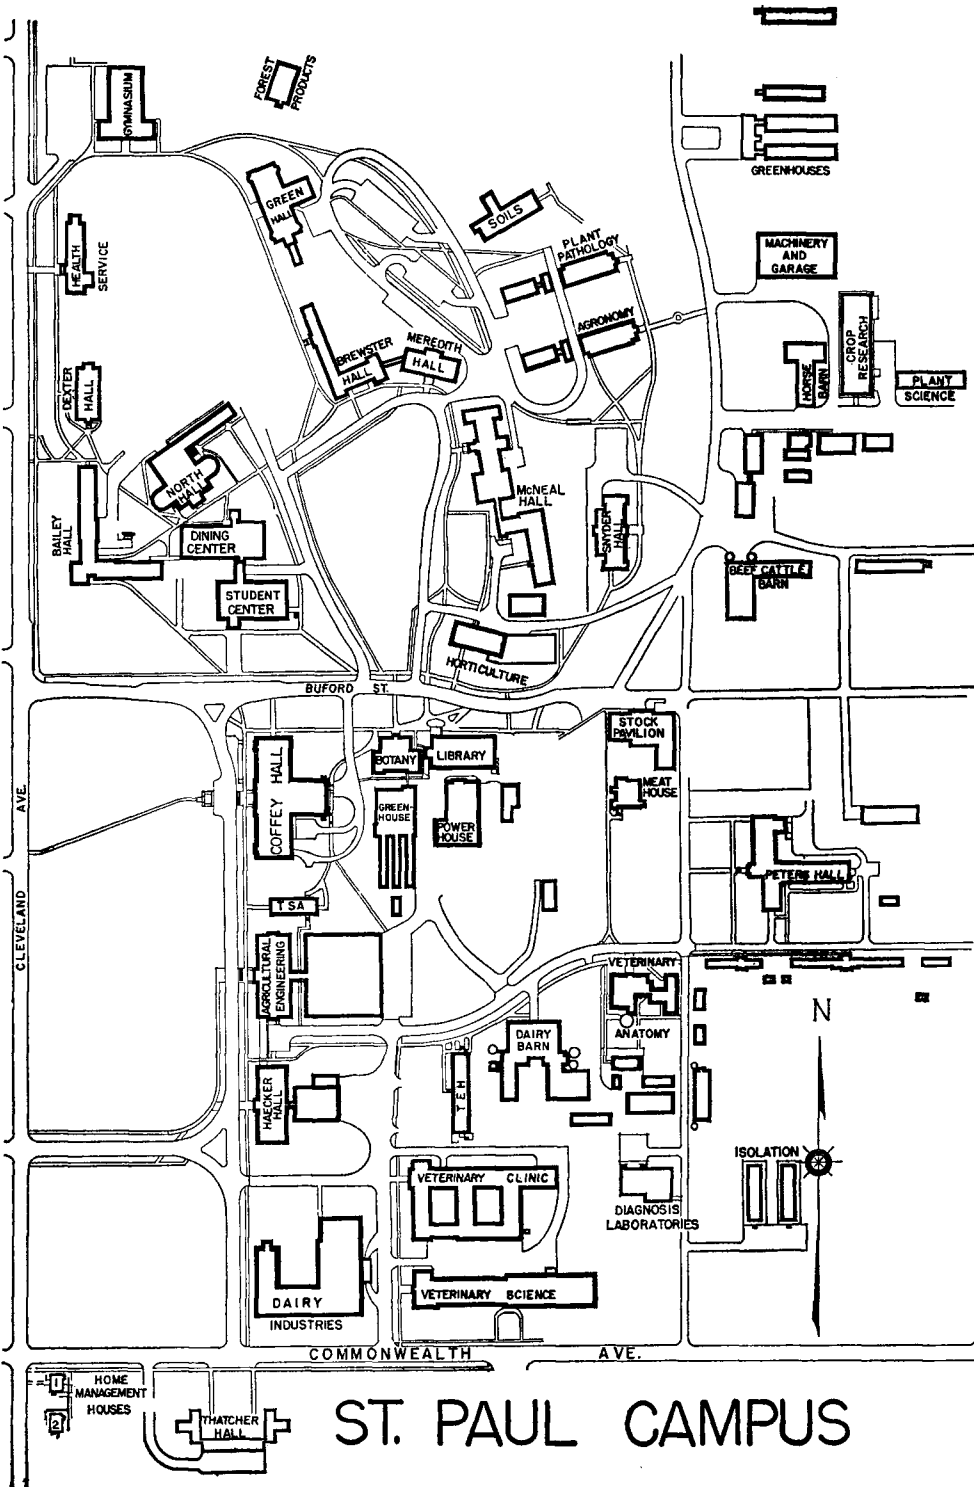 FOREST
PRODUCTS
GYMNASIUM
GREENHOUSES
GREEN
HALL
SOILS
PLANT
PATHOLOGY
MACHINERY
AND
GARAGE
HEALTH
SERVICE
AGRONOMY
CROP
RESEARCH
BREWSTER
HALL
MEREDITH
HALL
HORSE
BARN
PLANT
SCIENCE
DEXTER
HALL
NORTH
HALL
McNEAL
HALL
BAILEY
HALL
DINING
CENTER
SNYDER
HALL
STUDENT
CENTER
BEEF CATTLE
BARN
HORTICULTURE
BUFORD ST.
STOCK
PAVILION
COFFEY HALL
BOTANY
LIBRARY
MEAT
HOUSE
GREEN-
HOUSE
POWER
HOUSE
CLEVELAND AVE.
PETERS HALL
TSA
AGRICULTURAL
ENGINEERING
VETERINARY
ANATOMY
N
DAIRY
BARN
HAECKER
HALL
TEH
ISOLATION
VETERINARY CLINIC
DIAGNOSIS
LABORATORIES
DAIRY
INDUSTRIES
VETERINARY SCIENCE
COMMONWEALTH AVE.
1
HOME
MANAGEMENT
HOUSES
2
THATCHER
HALL
ST. PAUL CAMPUS